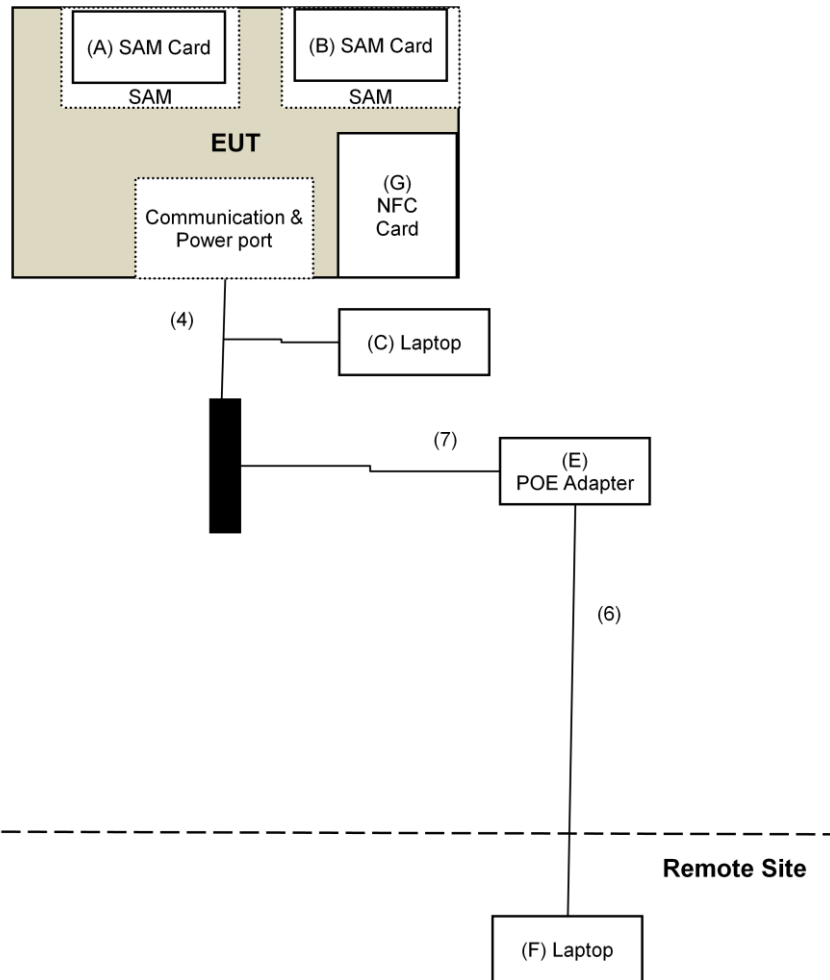 (A) SAM Card
(B) SAM Card
SAM
SAM
EUT
(G)
NFC
Card
Communication &
Power port
(4)
(C) Laptop
(7)
(E)
POE Adapter
(6)
Remote Site
(F) Laptop